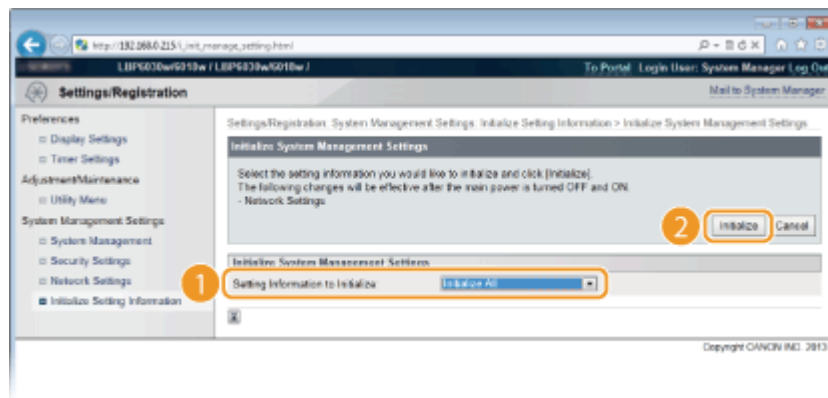 http://192.168.0.215/_init_manage_setting.html
LBP6030w/6018w / LBP6030w/6018w /
To Portal Login User: System Manager Log Out
Settings/Registration
Mail to System Manager
Preferences
Display Settings
Timer Settings
Adjustment/Maintenance
Utility Menu
System Management Settings
System Management
Security Settings
Network Settings
Initialize Setting Information
Settings/Registration: System Management Settings: Initialize Setting Information > Initialize System Management Settings
Initialize System Management Settings
Select the setting information you would like to initialize and click [Initialize].
The following changes will be effective after the main power is turned OFF and ON.
- Network Settings
2
Initialize Cancel
Initialize System Management Settings
1
Setting Information to Initialize: Initialize All
Copyright CANON INC. 2013